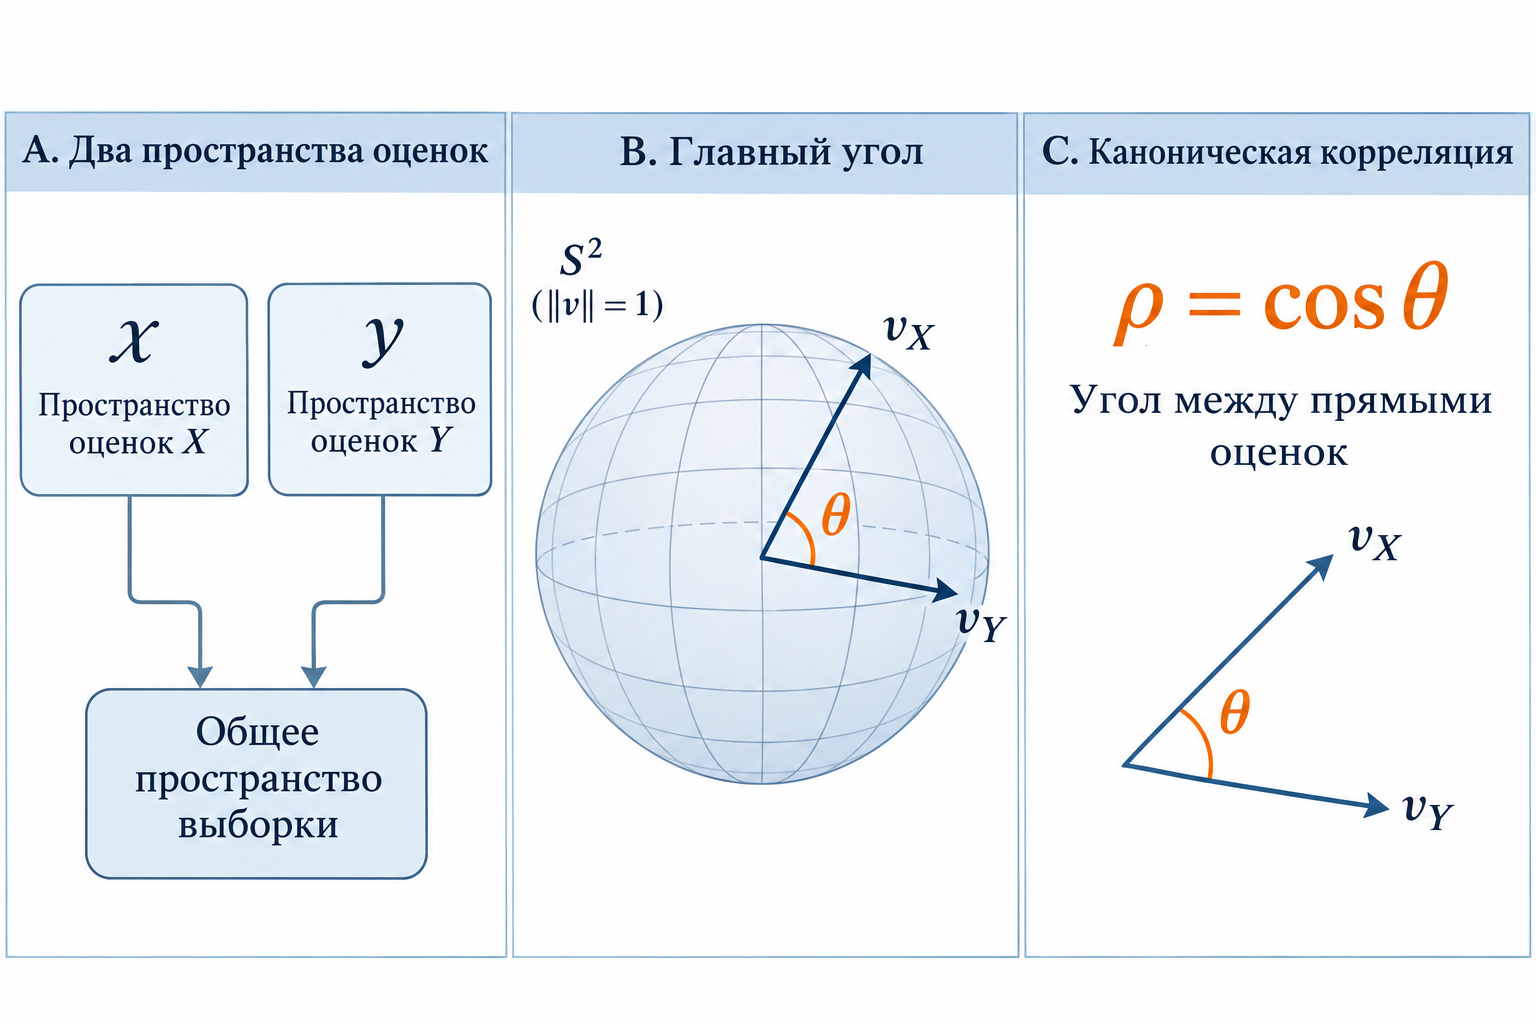 A. Два пространства оценок
x
Пространство
оценок X
y
Пространство
оценок Y
Общее
пространство
выборки
B. Главный угол
S²
(‖v‖ = 1)
v_X
θ
v_Y
C. Каноническая корреляция
ρ = cos θ
Угол между прямыми
оценок
v_X
θ
v_Y